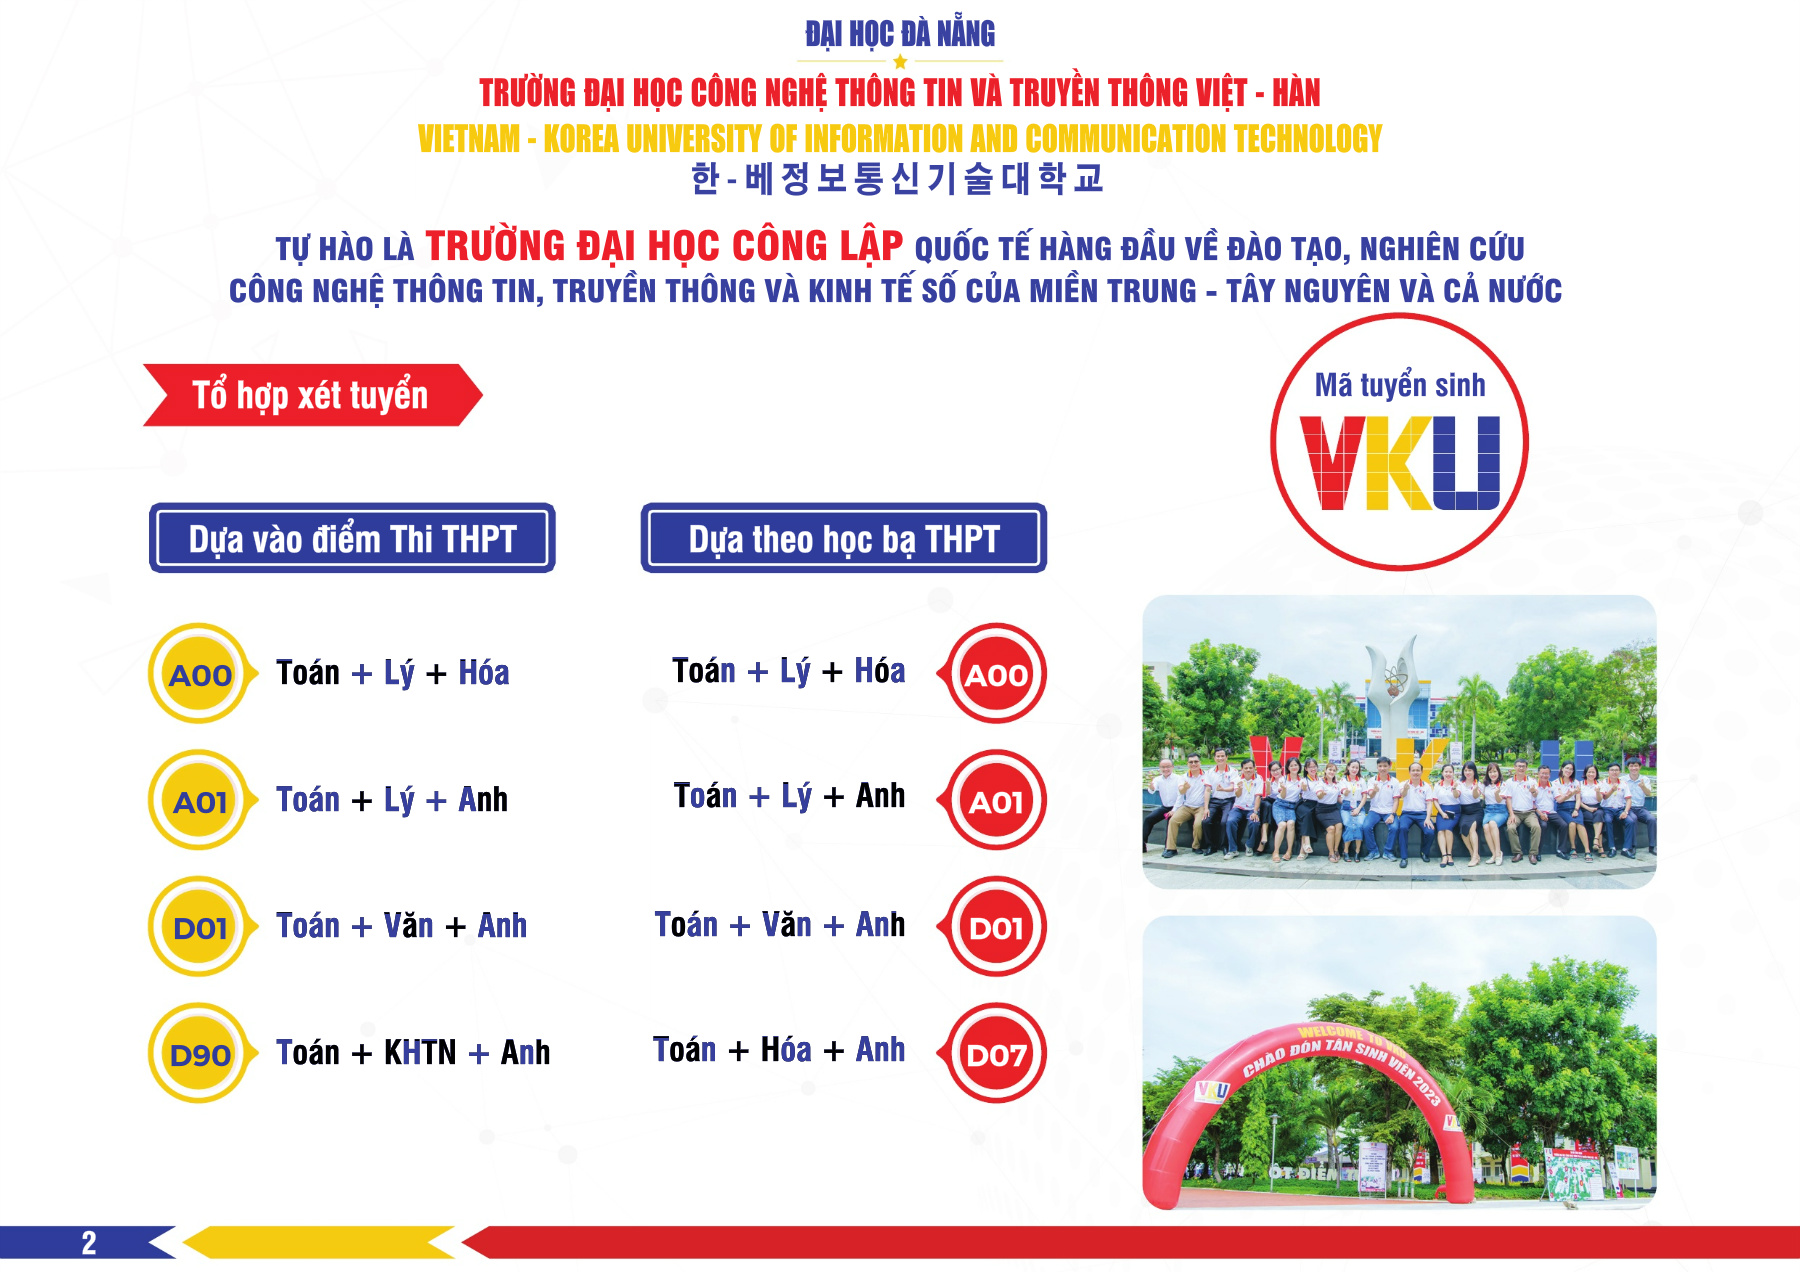 ĐẠI HỌC ĐÀ NẴNG
TRƯỜNG ĐẠI HỌC CÔNG NGHỆ THÔNG TIN VÀ TRUYỀN THÔNG VIỆT - HÀN
VIETNAM - KOREA UNIVERSITY OF INFORMATION AND COMMUNICATION TECHNOLOGY
한-베정보통신기술대학교
TỰ HÀO LÀ TRƯỜNG ĐẠI HỌC CÔNG LẬP QUỐC TẾ HÀNG ĐẦU VỀ ĐÀO TẠO, NGHIÊN CỨU
CÔNG NGHỆ THÔNG TIN, TRUYỀN THÔNG VÀ KINH TẾ SỐ CỦA MIỀN TRUNG - TÂY NGUYÊN VÀ CẢ NƯỚC
Tổ hợp xét tuyển
Mã tuyển sinh
VKU
Dựa vào điểm Thi THPT
A00 Toán + Lý + Hóa
A01 Toán + Lý + Anh
D01 Toán + Văn + Anh
D90 Toán + KHTN + Anh
Dựa theo học bạ THPT
Toán + Lý + Hóa A00
Toán + Lý + Anh A01
Toán + Văn + Anh D01
Toán + Hóa + Anh D07
VKU
WELCOME TO VKU
CHÀO ĐÓN TÂN SINH VIÊN 2023
VKU
2